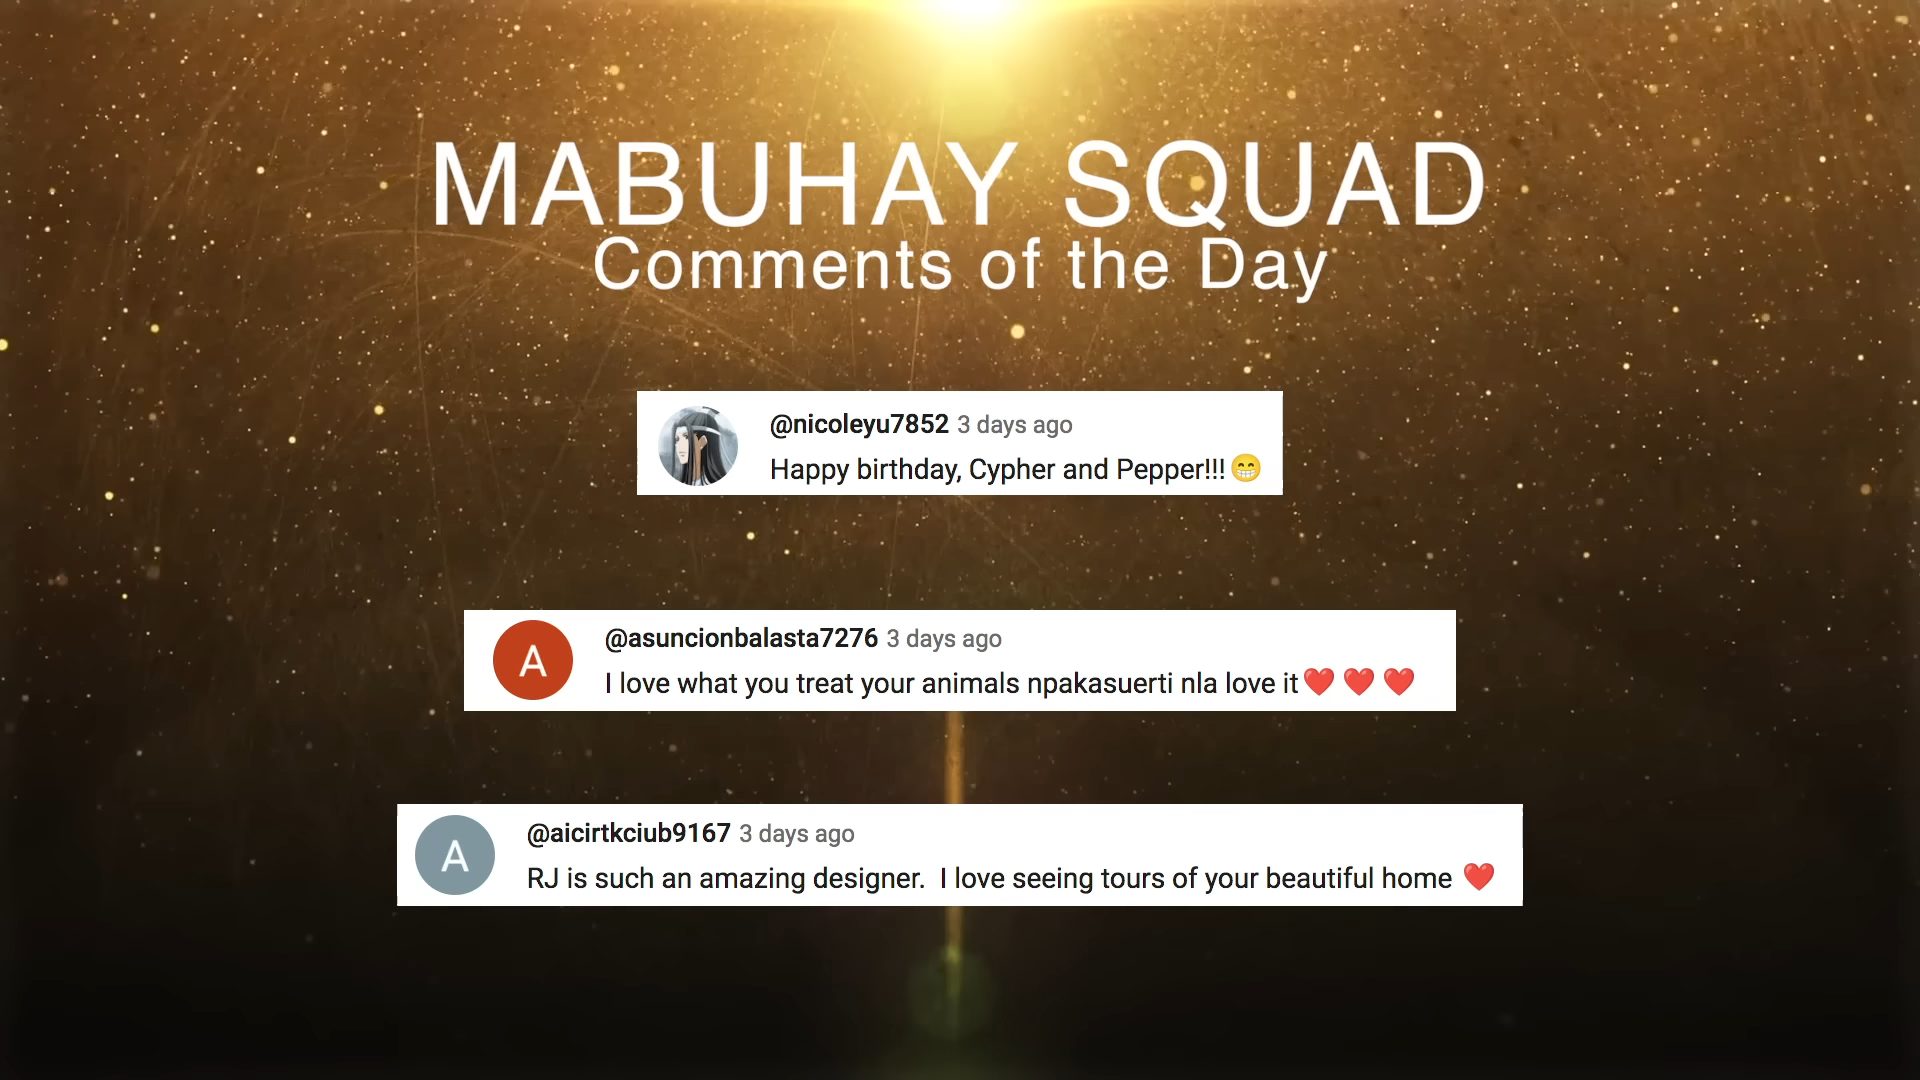 MABUHAY SQUAD
Comments of the Day
@nicoleyu7852 3 days ago
Happy birthday, Cypher and Pepper!!!😁
A
@asuncionbalasta7276 3 days ago
I love what you treat your animals npakasuerti nla love it❤️ ❤️ ❤️
A
@aicirtkciub9167 3 days ago
RJ is such an amazing designer.  I love seeing tours of your beautiful home ❤️